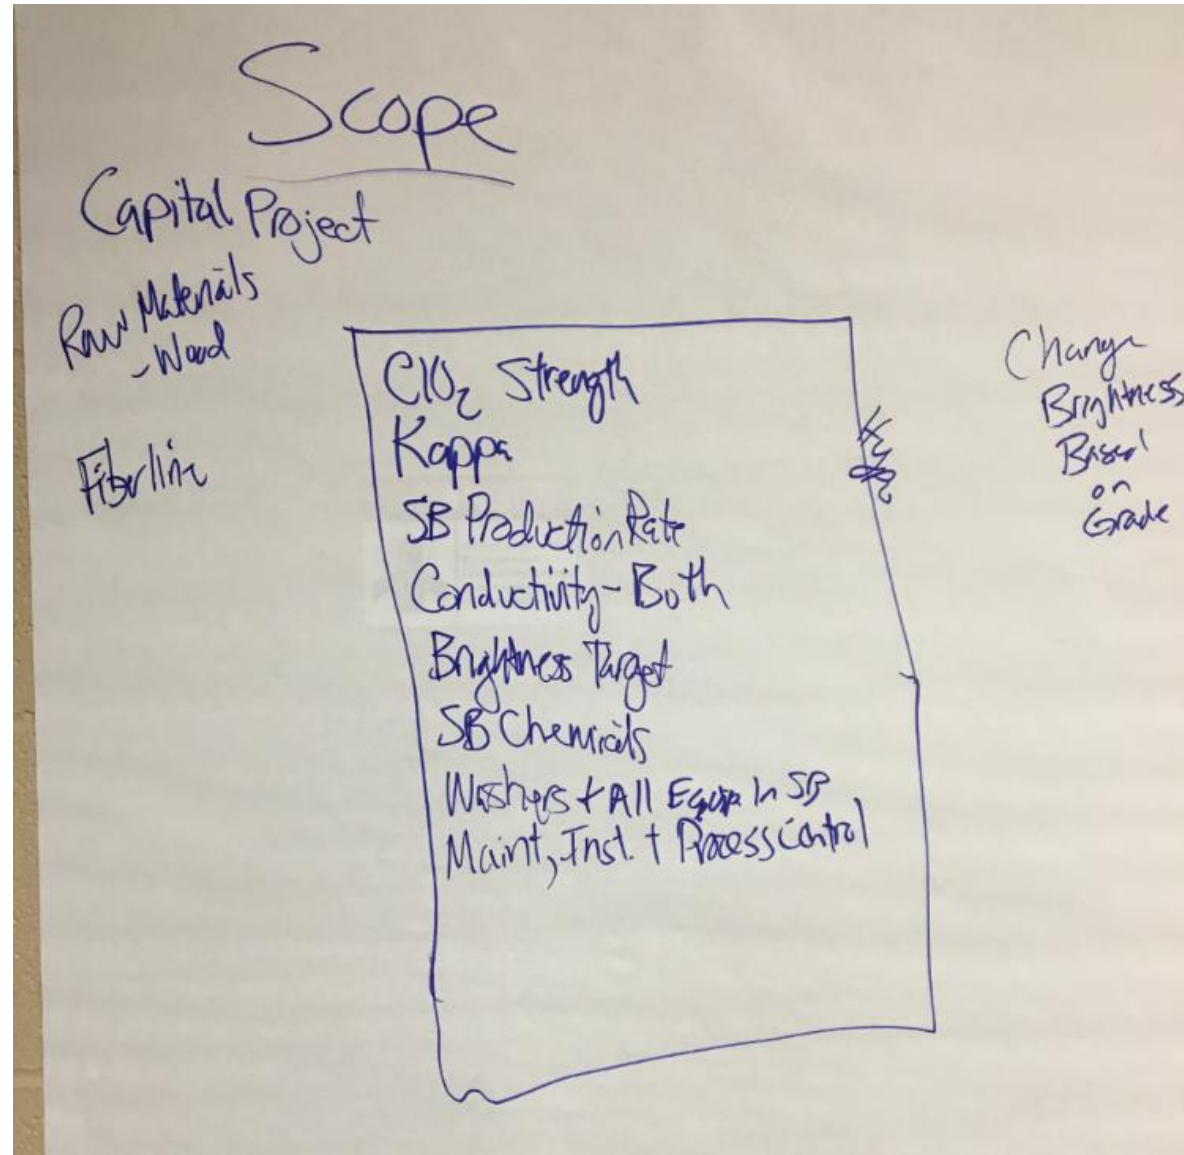 Scope
Capital Project
Raw Materials
- Wood
Fiberline
ClO₂ Strength
Kappa
SB Production Rate
Conductivity - Both
Brightness Target
SB Chemicals
Washers + All Equip In SB
Maint, Inst. + Process Control
Change
Brightness
Based
on
Grade